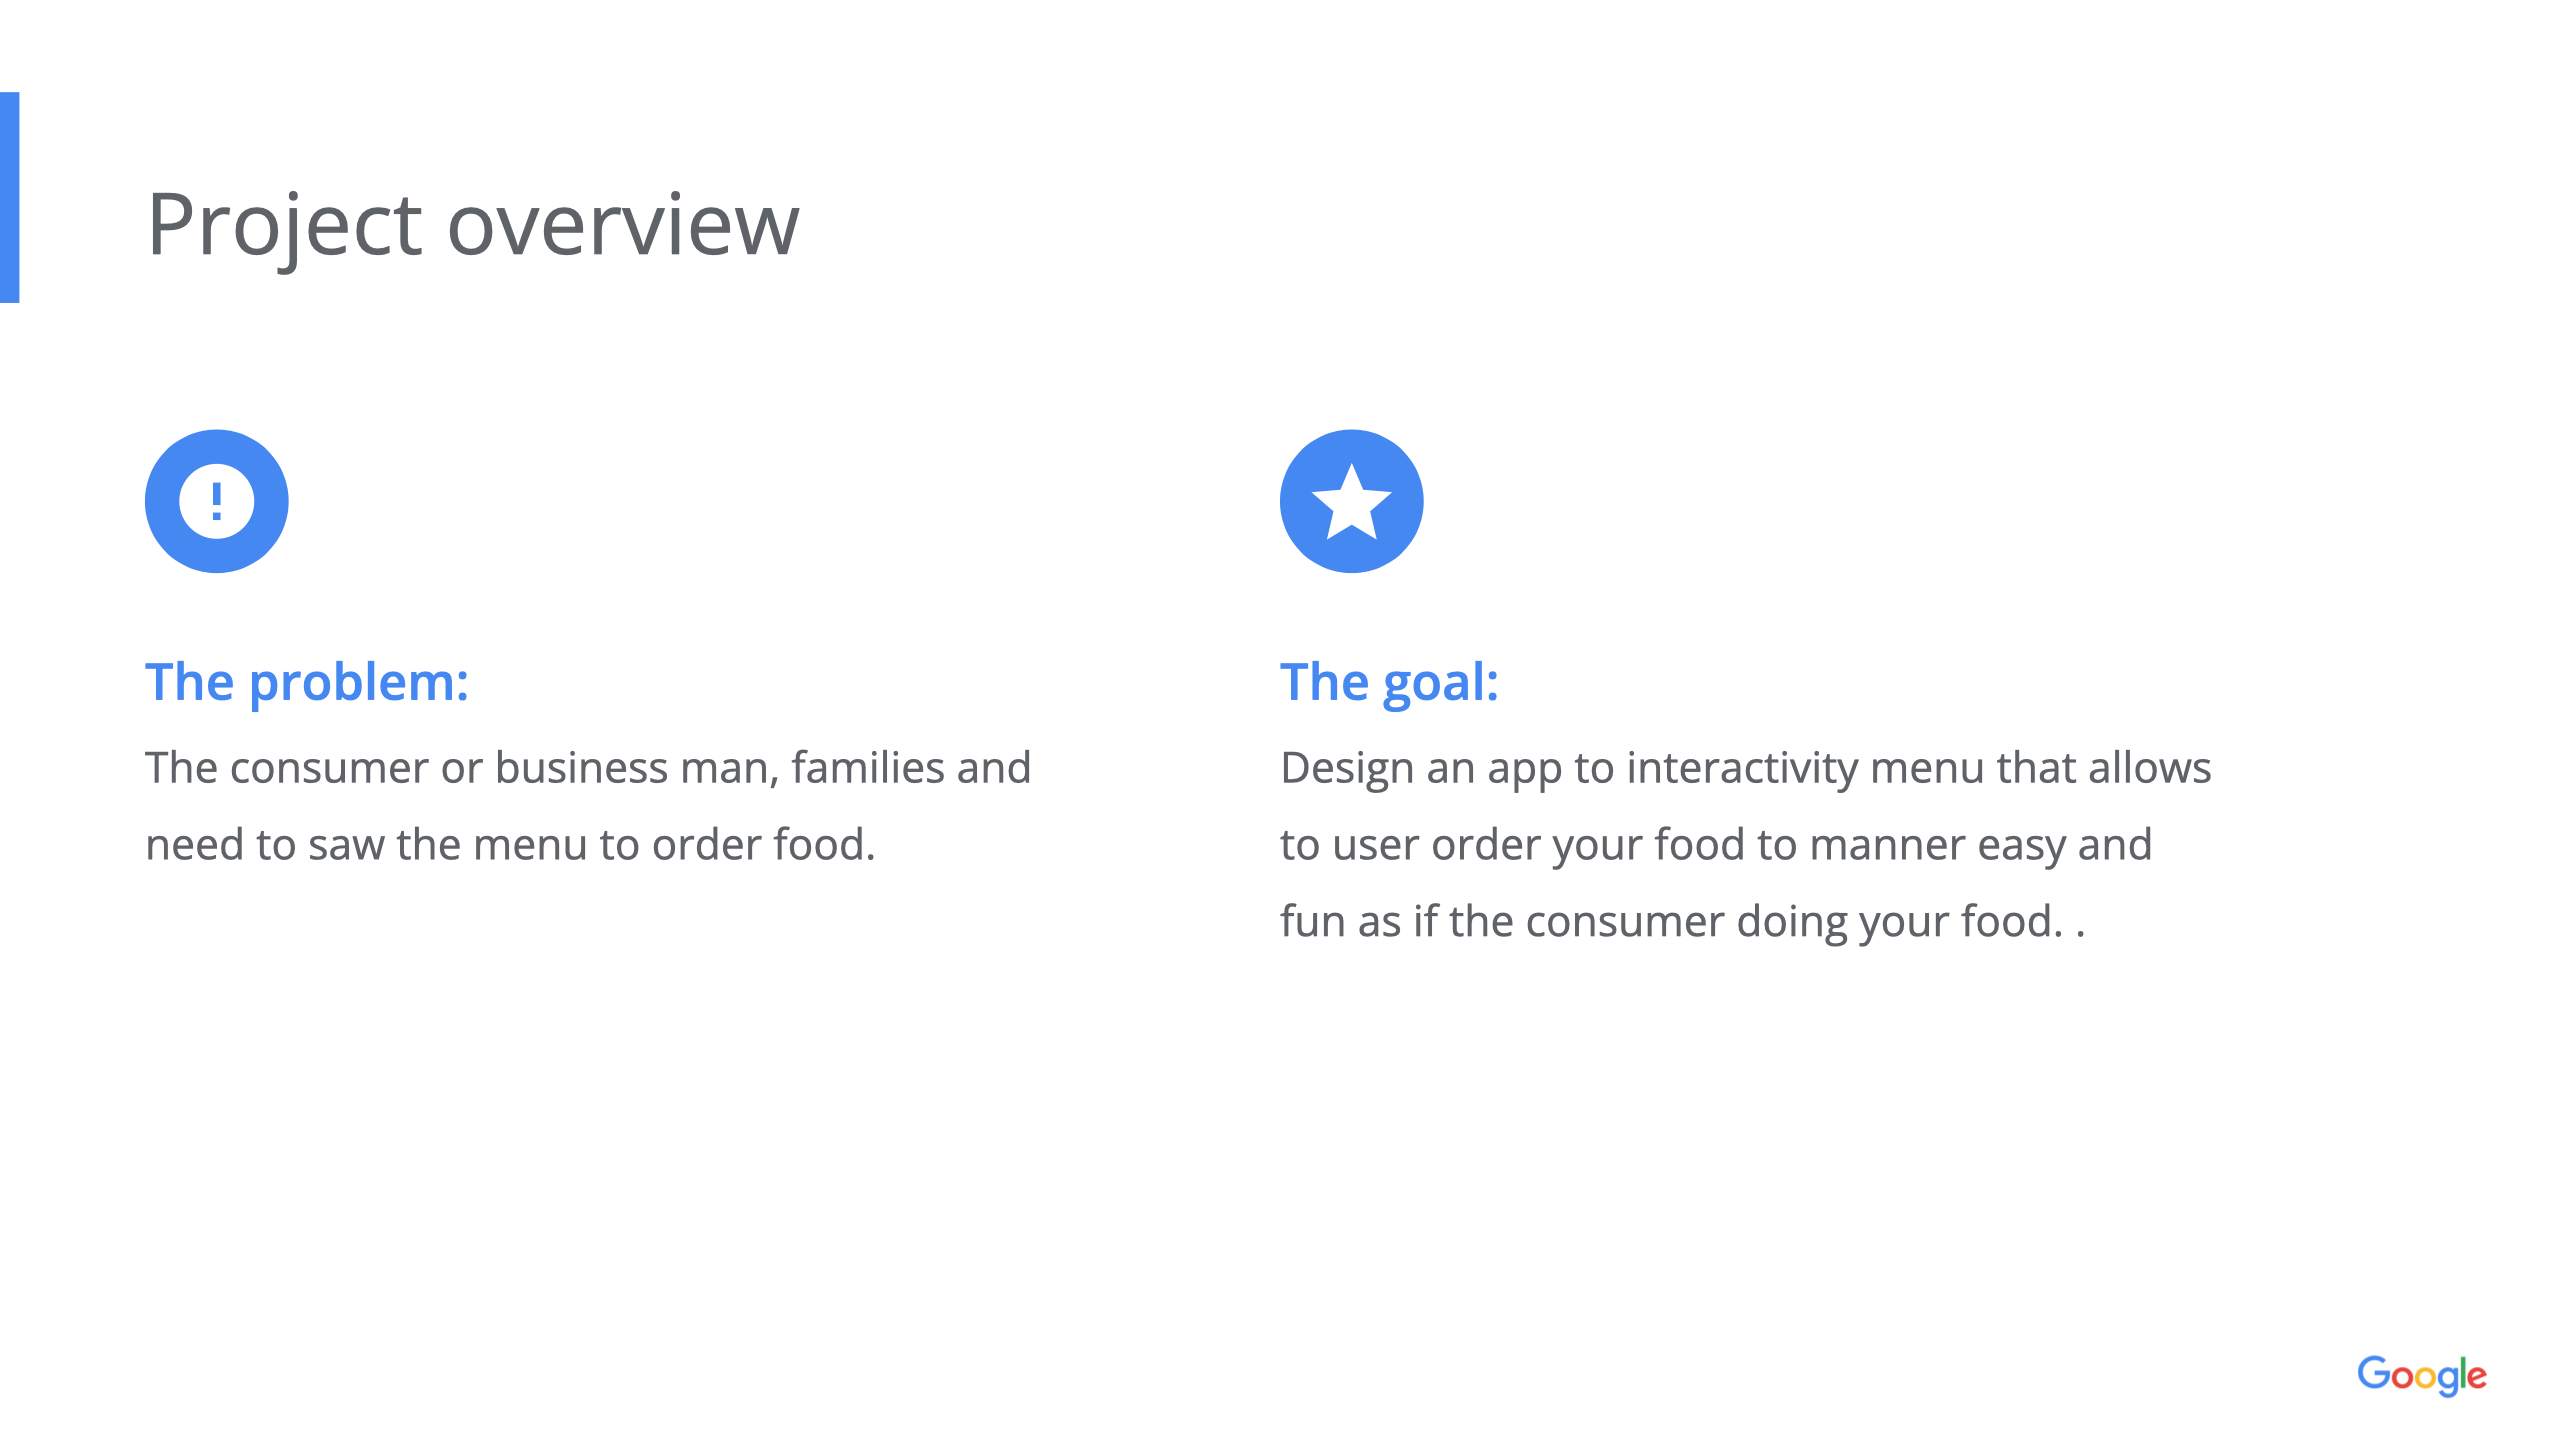 Project overview
The problem:
The consumer or business man, families and
need to saw the menu to order food.
The goal:
Design an app to interactivity menu that allows
to user order your food to manner easy and
fun as if the consumer doing your food. .
Google